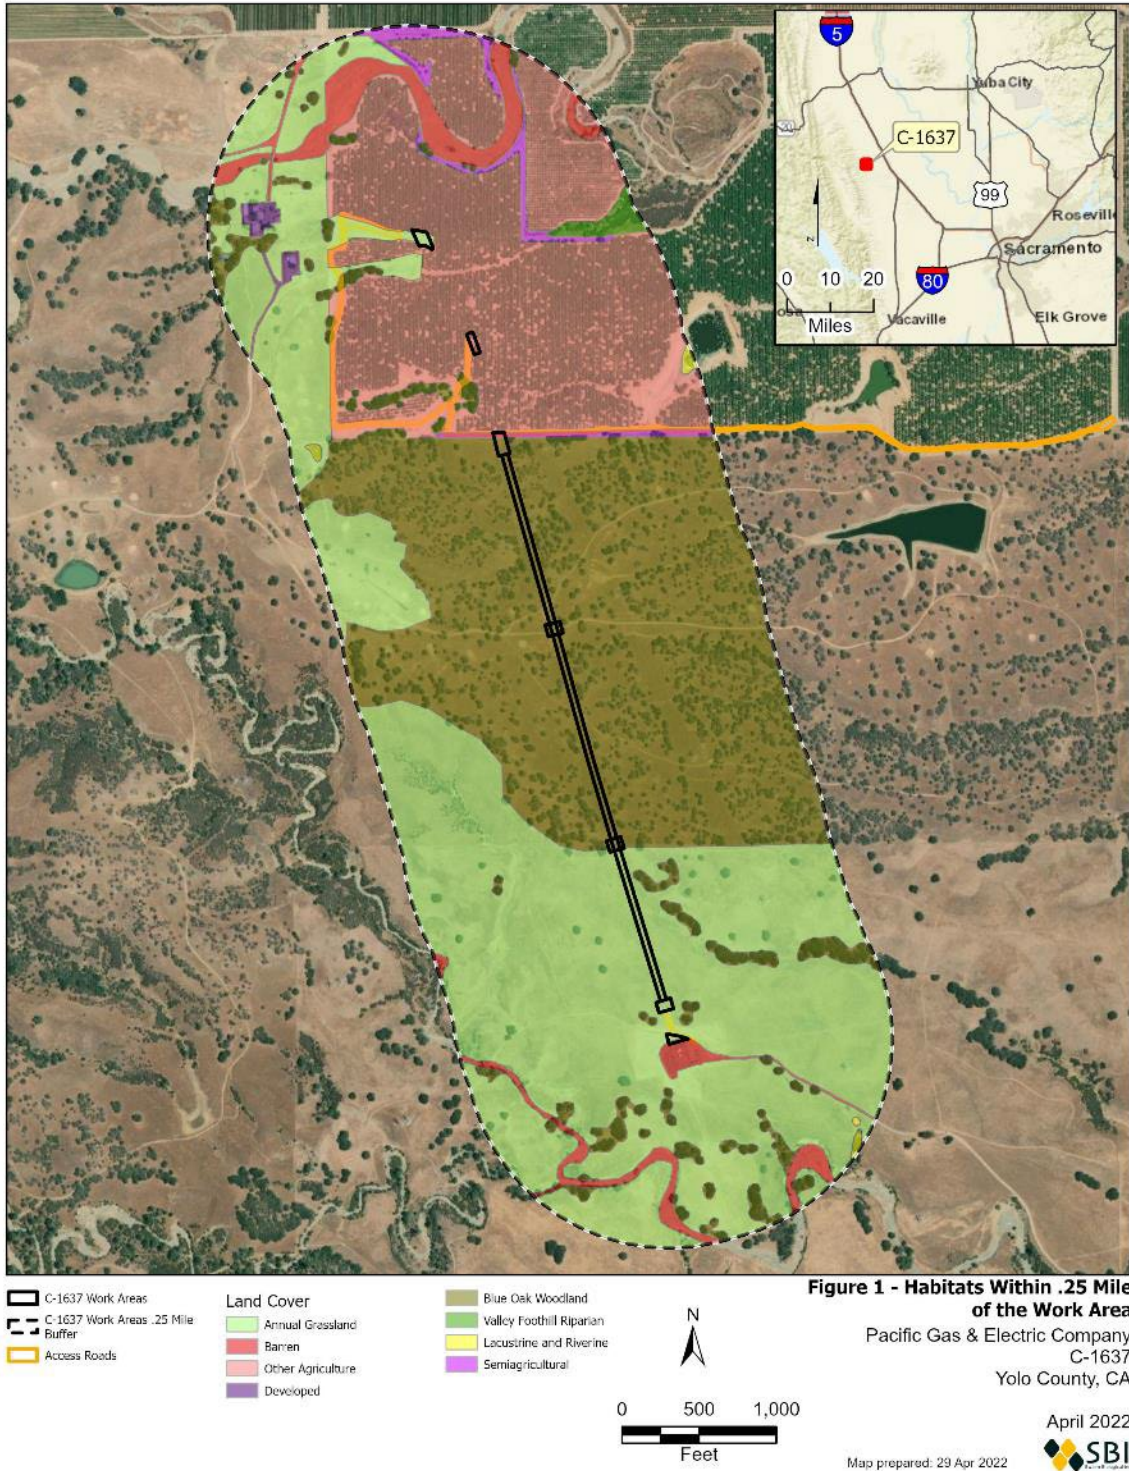 5
Yuba City
20
C-1637
99
Roseville
Sacramento
80
0 10 20
Miles
Vacaville
Elk Grove
N
C-1637 Work Areas
C-1637 Work Areas .25 Mile
Buffer
Access Roads
Land Cover
Annual Grassland
Barren
Other Agriculture
Developed
Blue Oak Woodland
Valley Foothill Riparian
Lacustrine and Riverine
Semiagricultural
N
0 500 1,000
Feet
Figure 1 - Habitats Within .25 Mile
of the Work Area
Pacific Gas & Electric Company
C-1637
Yolo County, CA
April 2022
Map prepared: 29 Apr 2022
SBI